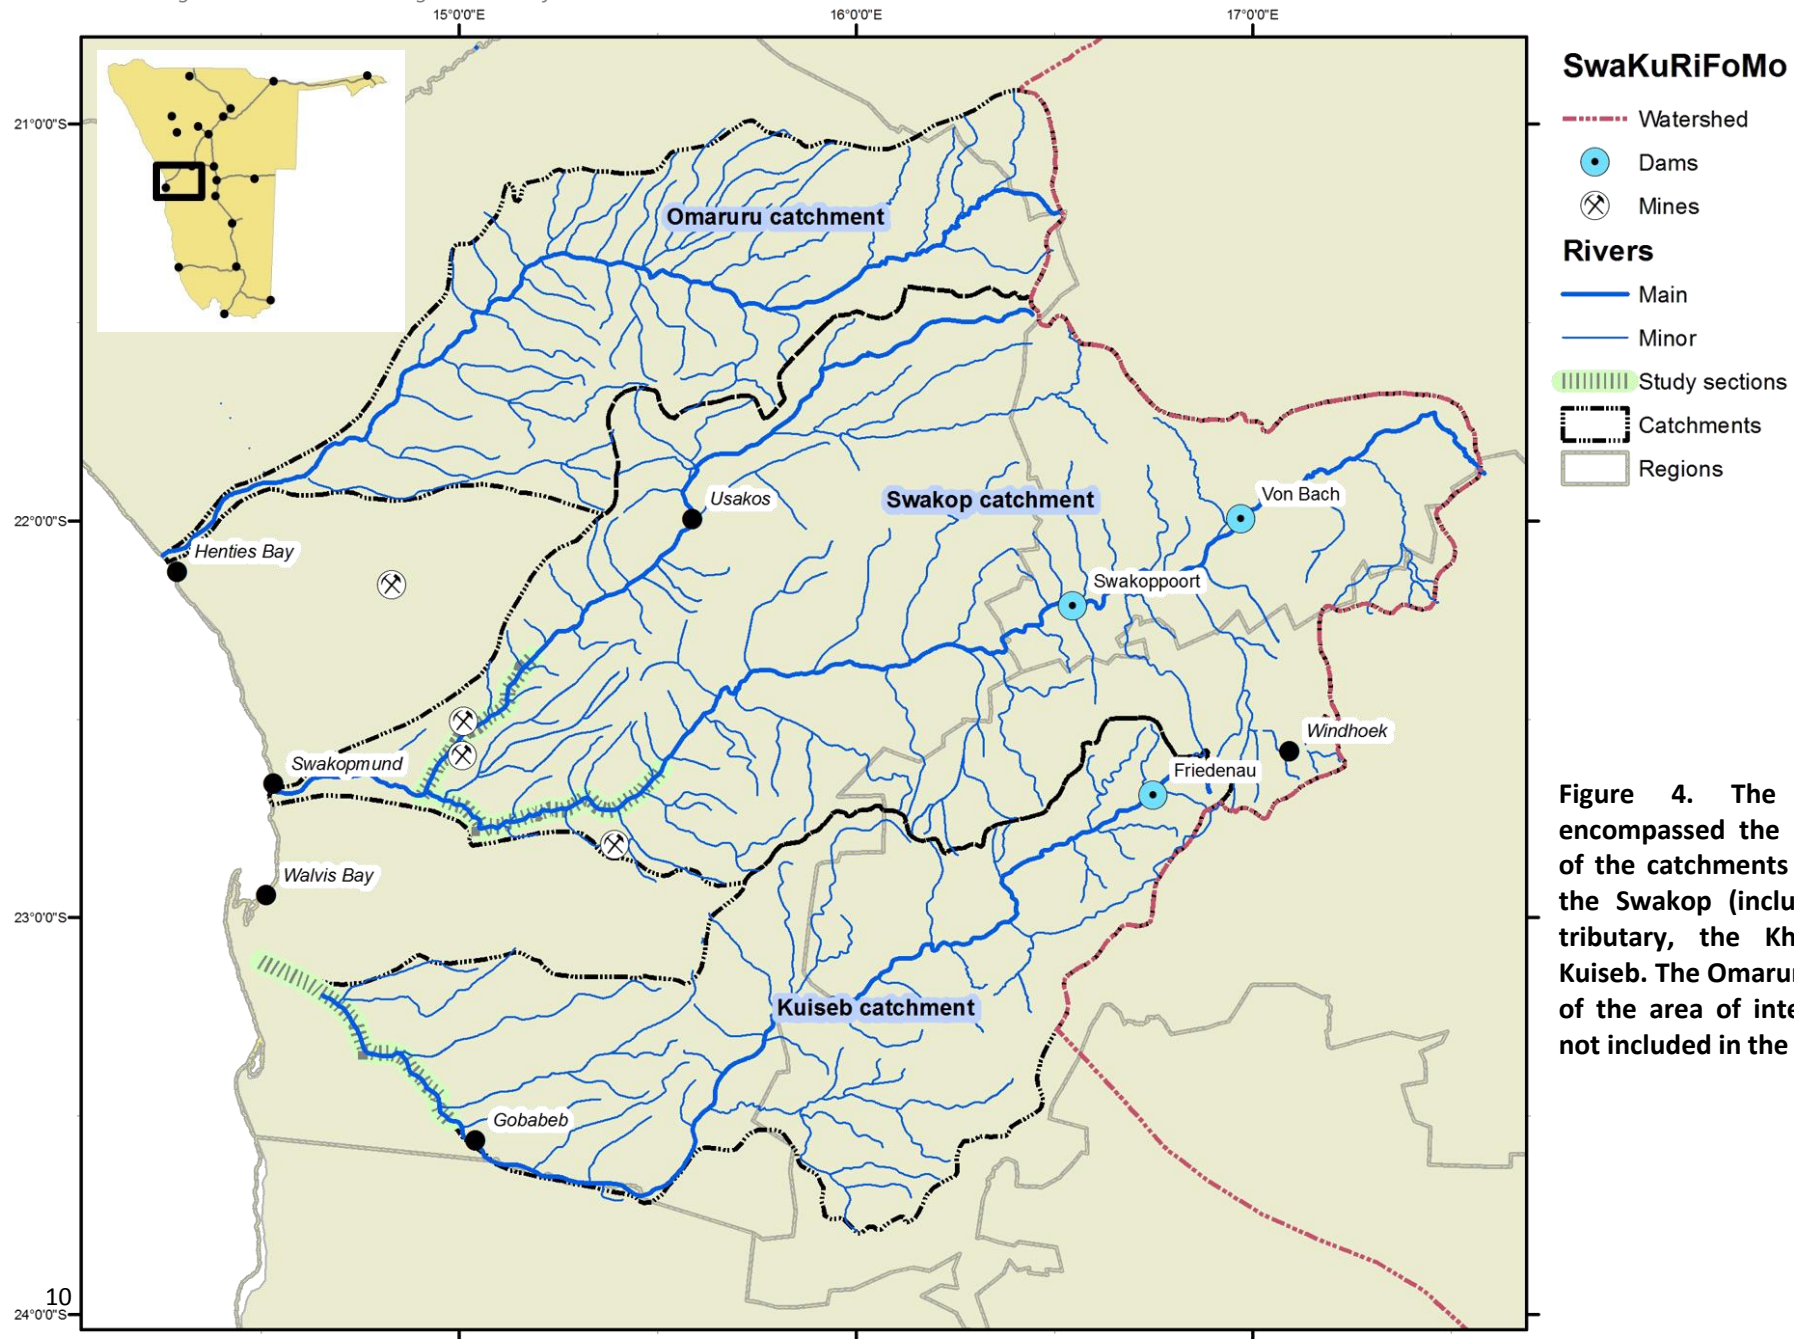 15°0'0"E
16°0'0"E
17°0'0"E
21°0'0"S
22°0'0"S
23°0'0"S
24°0'0"S
Omaruru catchment
Usakos
Swakop catchment
Von Bach
Henties Bay
Swakoppoort
Windhoek
Swakopmund
Friedenau
Walvis Bay
Kuiseb catchment
Gobabeb
10
SwaKuRiFoMo
Watershed
Dams
Mines
Rivers
Main
Minor
Study sections
Catchments
Regions
Figure 4. The
encompassed the
of the catchments
the Swakop (inclu
tributary, the Kh
Kuiseb. The Omarur
of the area of inte
not included in the